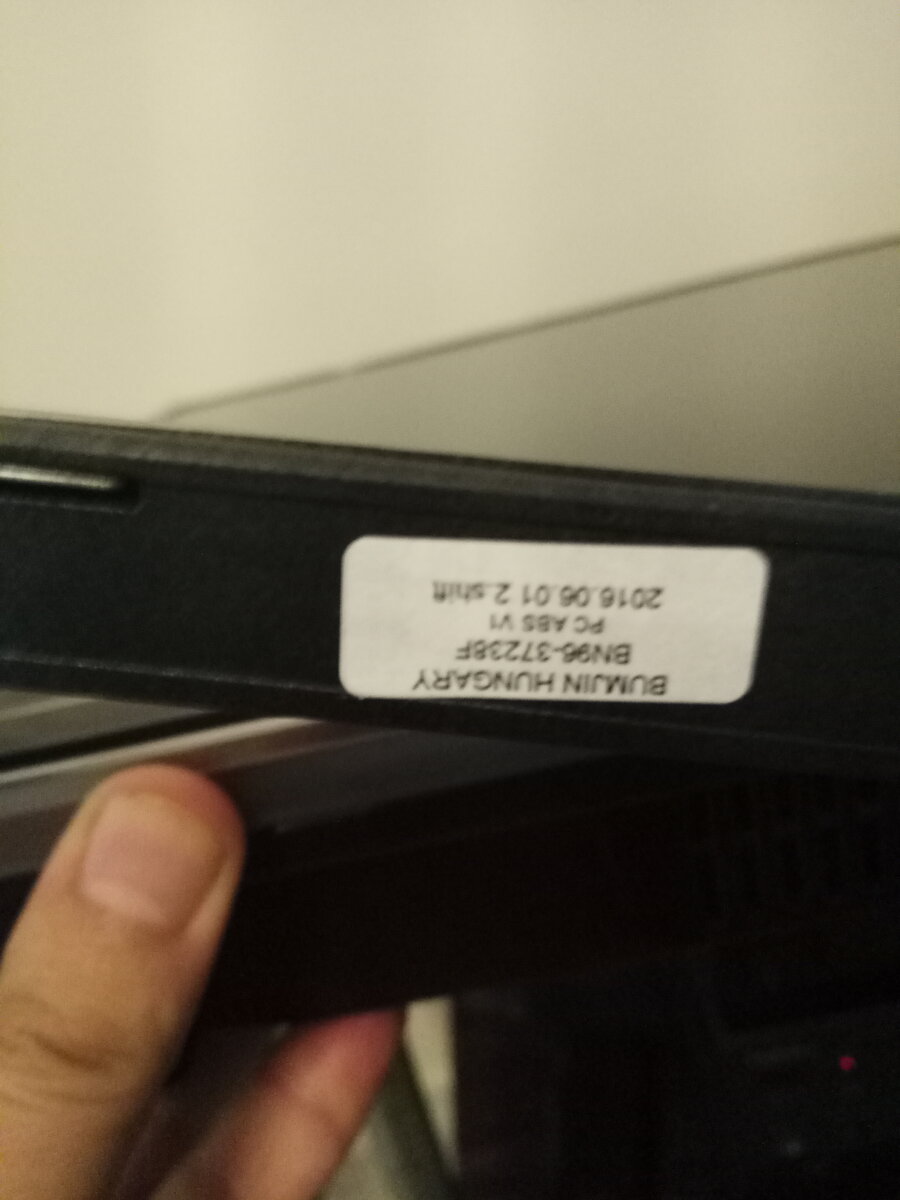 BUMJIN HUNGARY
BN96-37238F
PC ABS V1
2016.06.01 2.shift